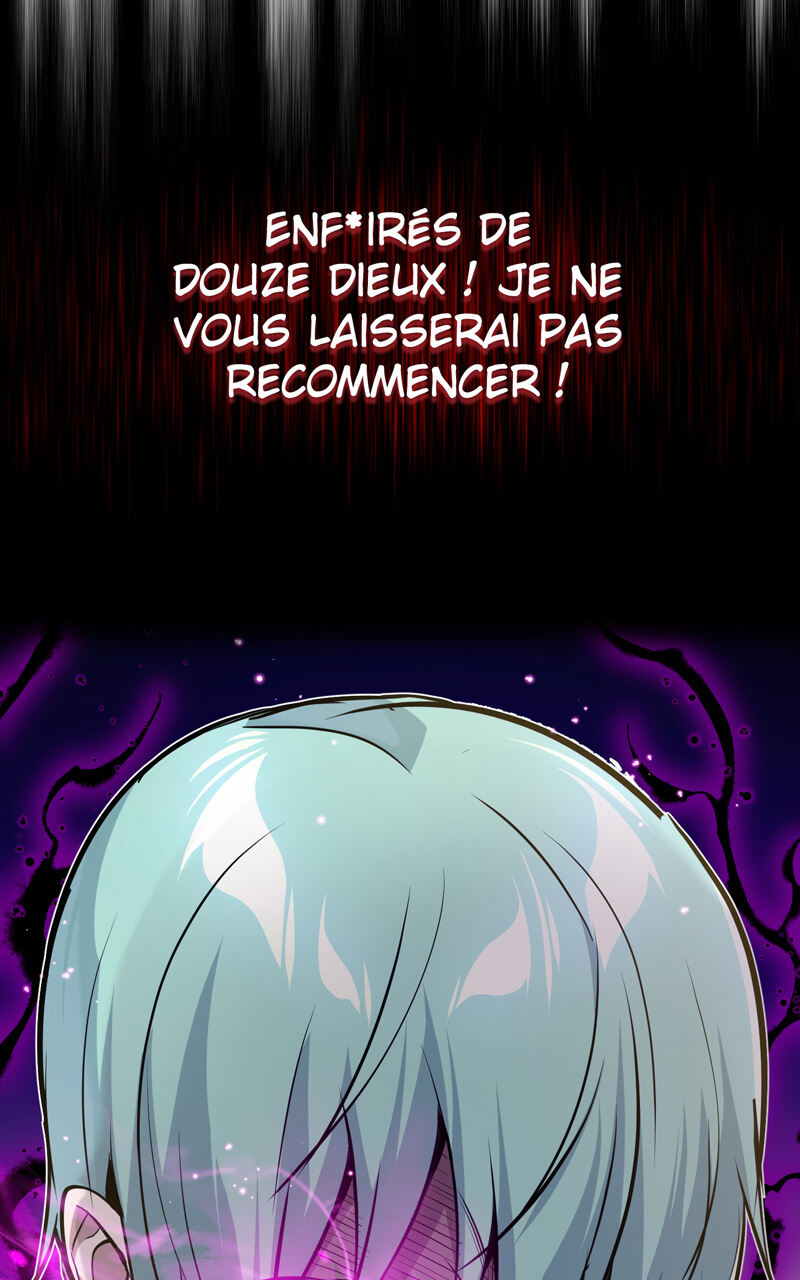 ENF*IRÉS DE
DOUZE DIEUX ! JE NE
VOUS LAISSERAI PAS
RECOMMENCER !